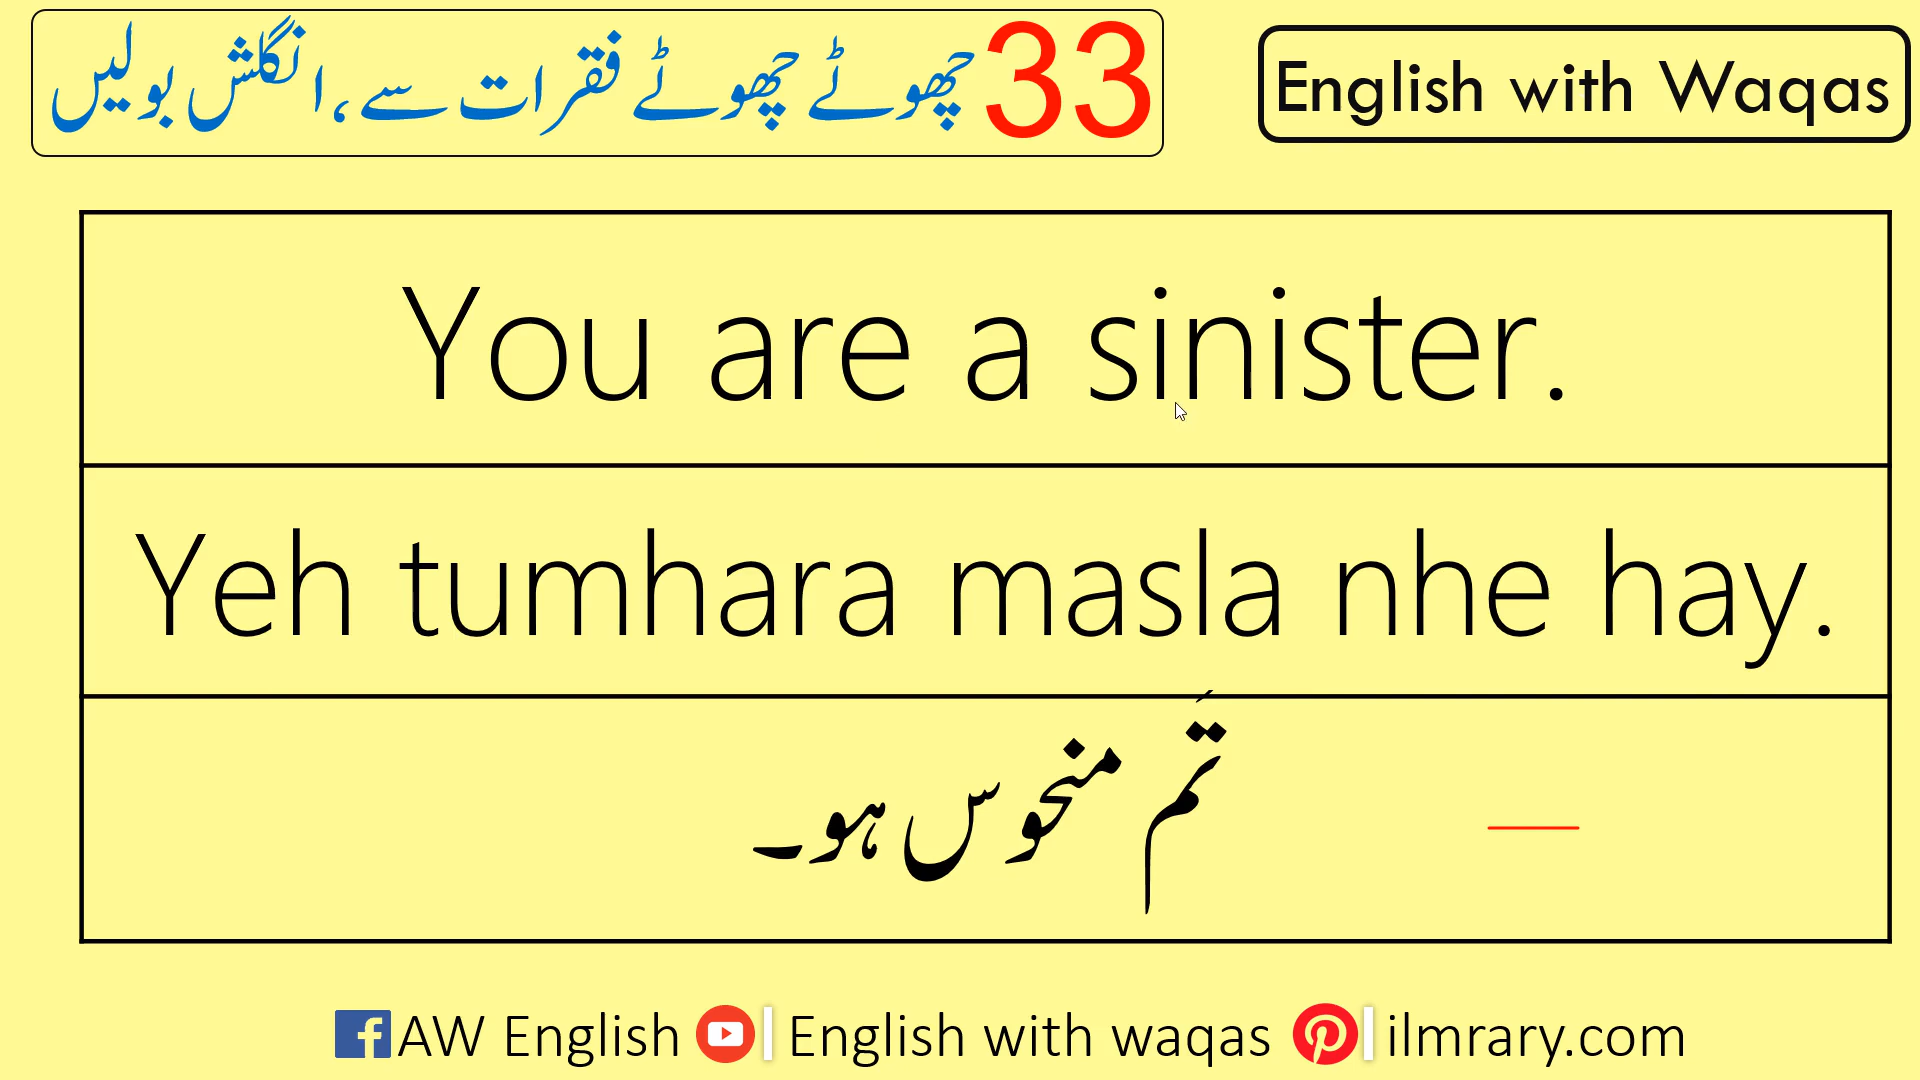 33 چھوٹے چھوٹے فقرات سے، انگلش بولیں
English with Waqas
You are a sinister.
Yeh tumhara masla nhe hay.
تَم منحوس ہو۔
AW English | English with waqas | ilmrary.com